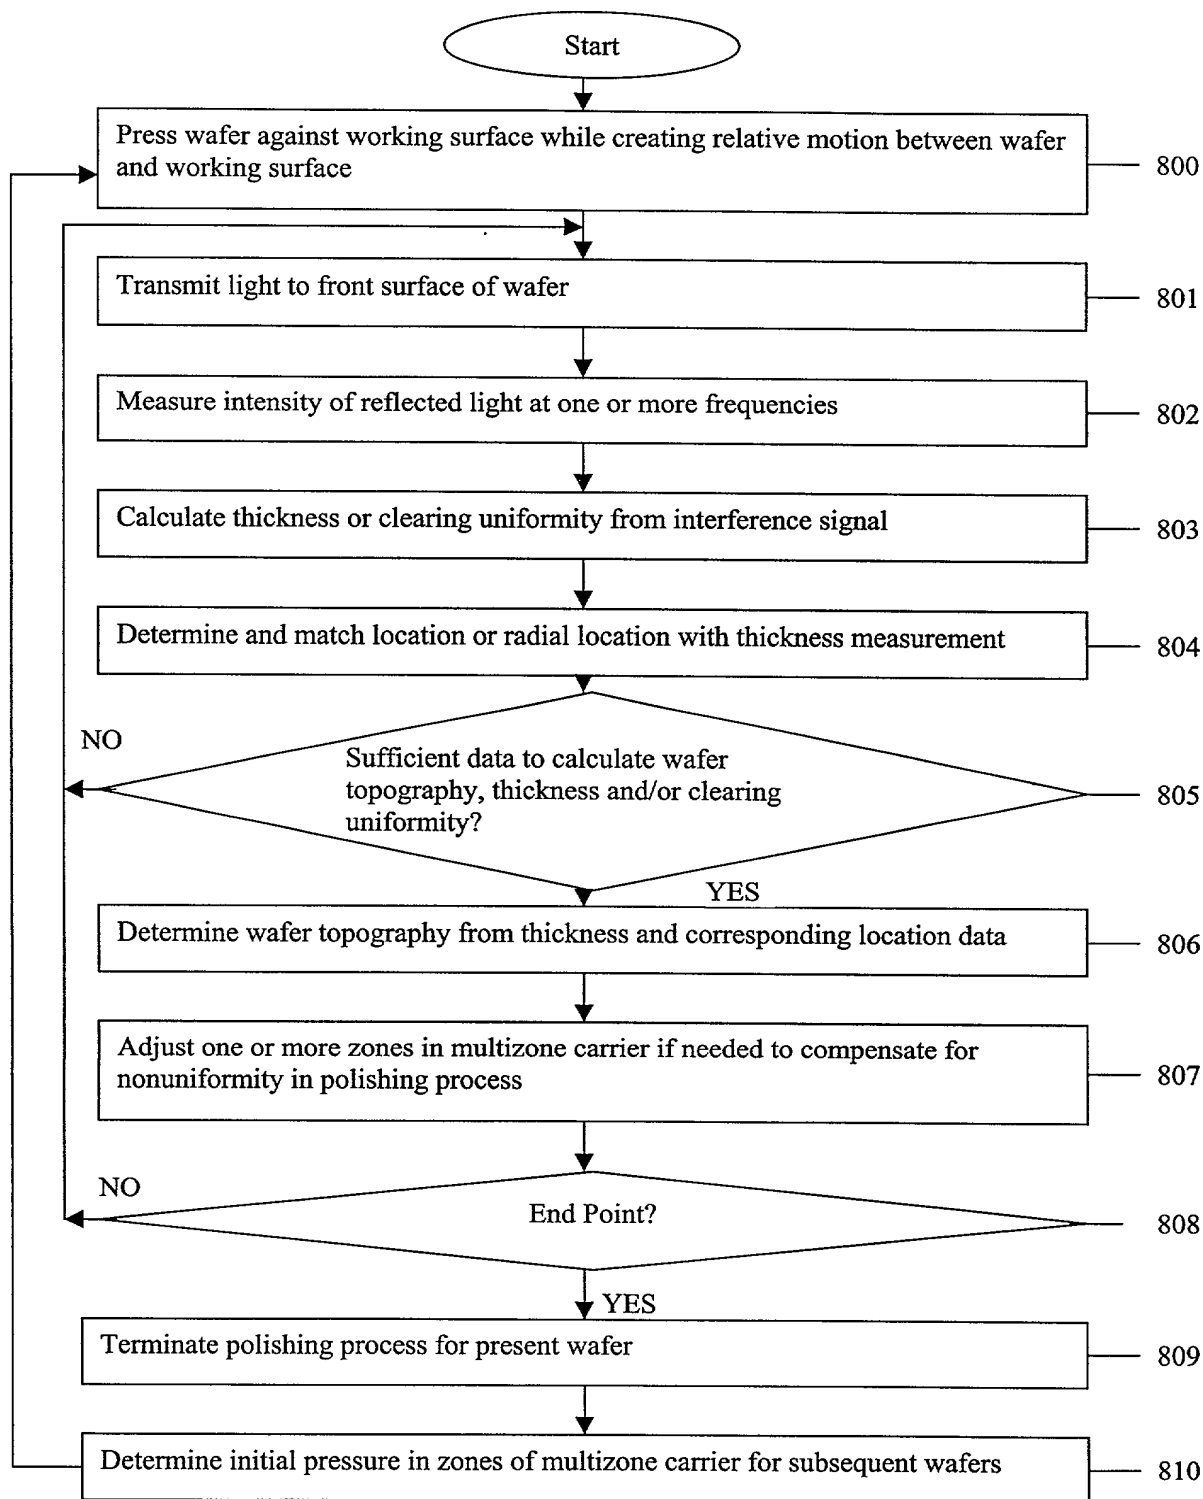 Start
Press wafer against working surface while creating relative motion between wafer
and working surface
800
Transmit light to front surface of wafer
801
Measure intensity of reflected light at one or more frequencies
802
Calculate thickness or clearing uniformity from interference signal
803
Determine and match location or radial location with thickness measurement
804
NO
Sufficient data to calculate wafer
topography, thickness and/or clearing
uniformity?
805
YES
Determine wafer topography from thickness and corresponding location data
806
Adjust one or more zones in multizone carrier if needed to compensate for
nonuniformity in polishing process
807
NO
End Point?
808
YES
Terminate polishing process for present wafer
809
Determine initial pressure in zones of multizone carrier for subsequent wafers
810